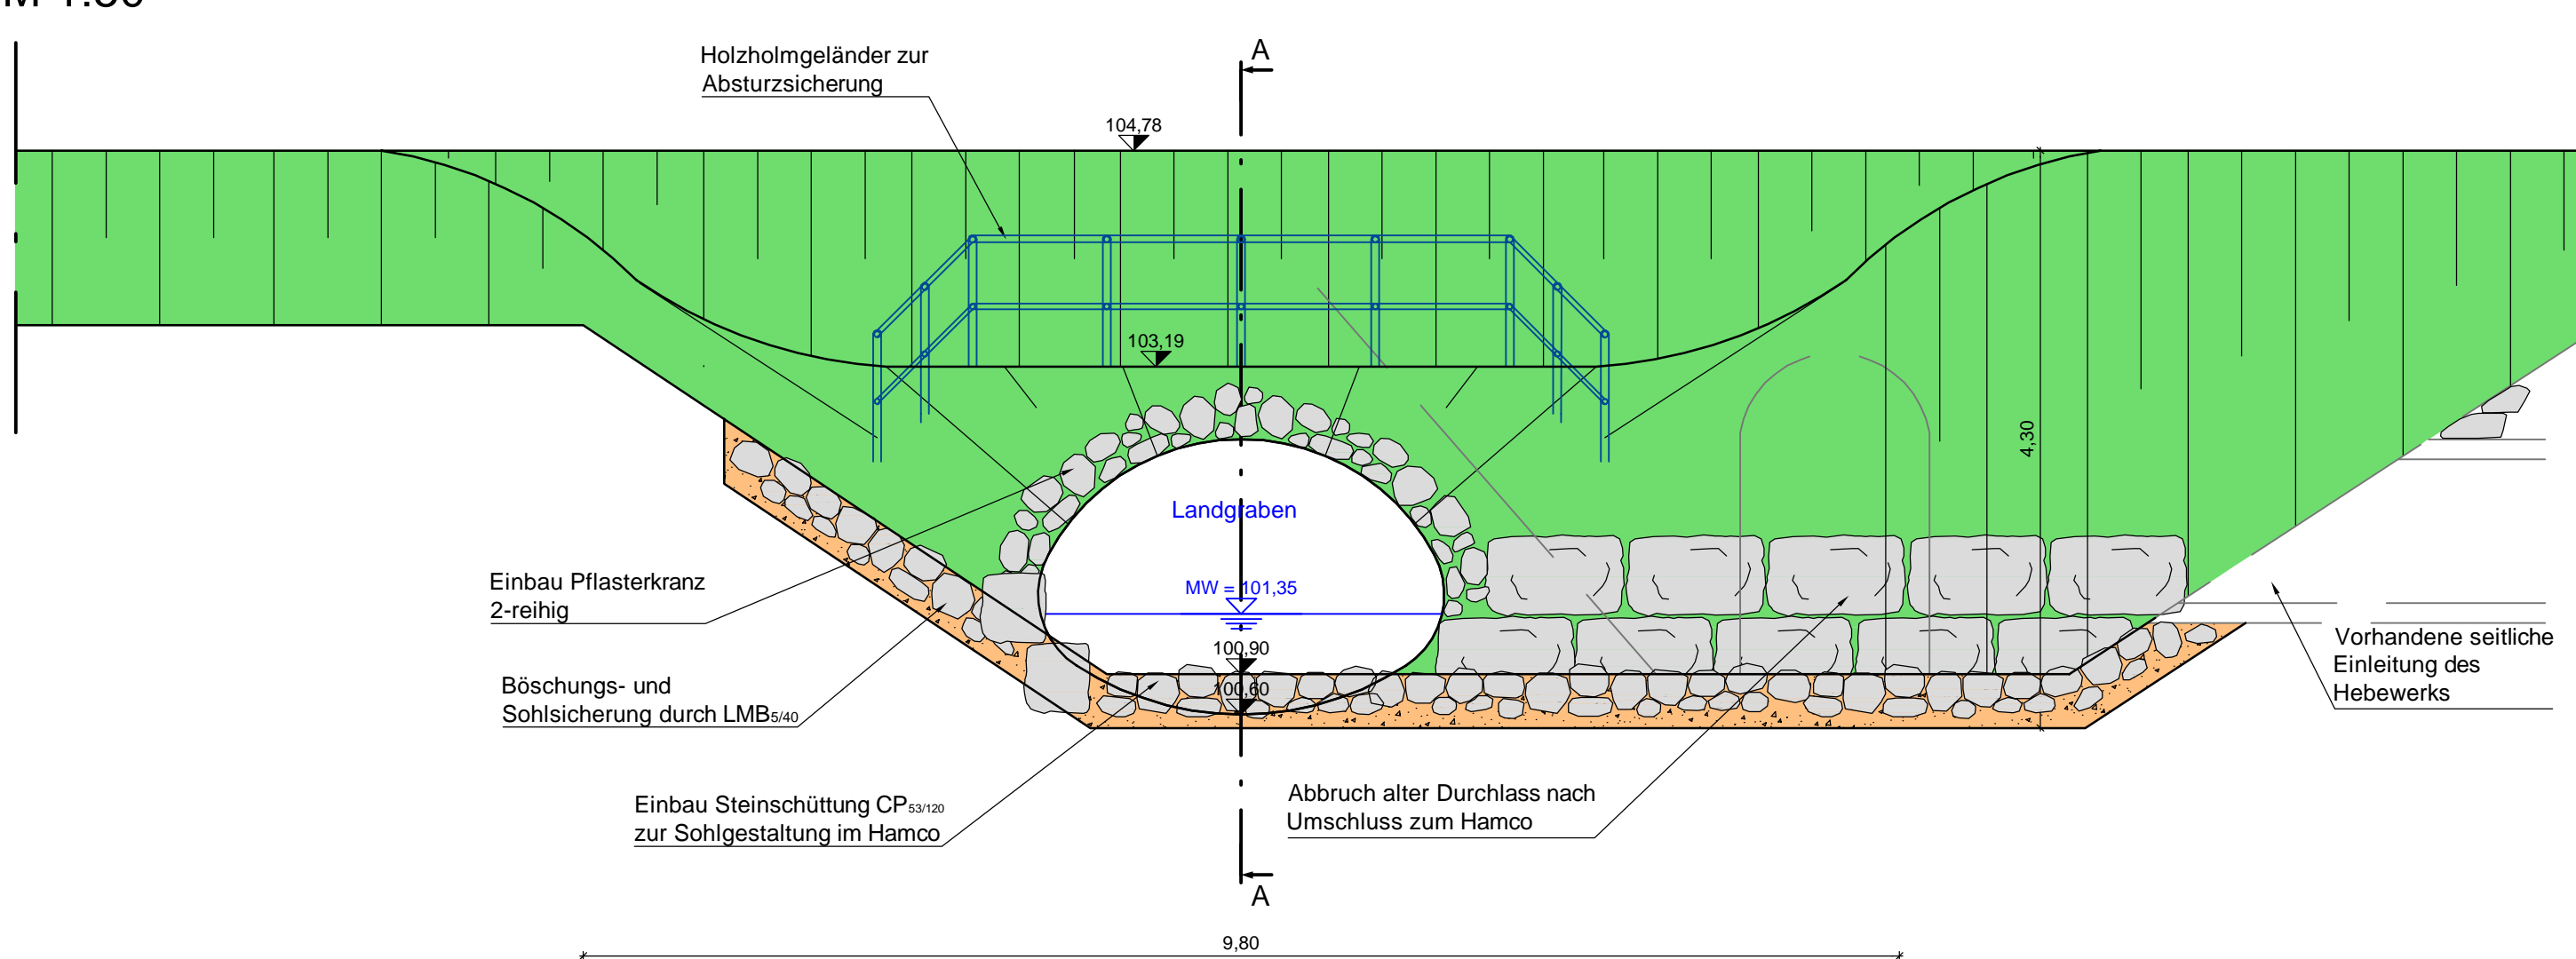 Holzholmgeländer zur
Absturzsicherung
A
104,78
103,19
4,30
Landgraben
MW = 101,35
100,90
100,60
Einbau Pflasterkranz
2-reihig
Böschungs- und
Sohlsicherung durch LMB5/40
Einbau Steinschüttung CP53/120
zur Sohlgestaltung im Hamco
Abbruch alter Durchlass nach
Umschluss zum Hamco
Vorhandene seitliche
Einleitung des
Hebewerks
A
9,80